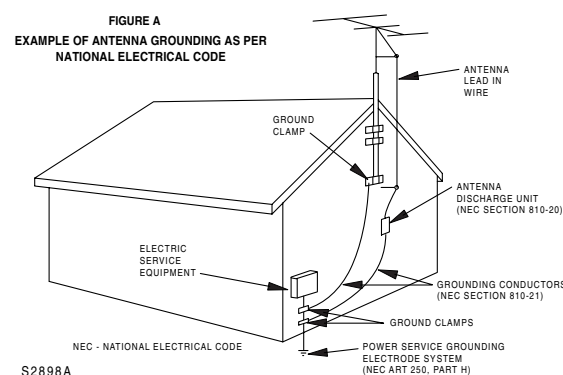 FIGURE A
EXAMPLE OF ANTENNA GROUNDING AS PER
NATIONAL ELECTRICAL CODE
ANTENNA
LEAD IN
WIRE
GROUND
CLAMP
ANTENNA
DISCHARGE UNIT
(NEC SECTION 810-20)
ELECTRIC
SERVICE
EQUIPMENT
GROUNDING CONDUCTORS
(NEC SECTION 810-21)
GROUND CLAMPS
NEC - NATIONAL ELECTRICAL CODE
POWER SERVICE GROUNDING
ELECTRODE SYSTEM
(NEC ART 250, PART H)
S2898A